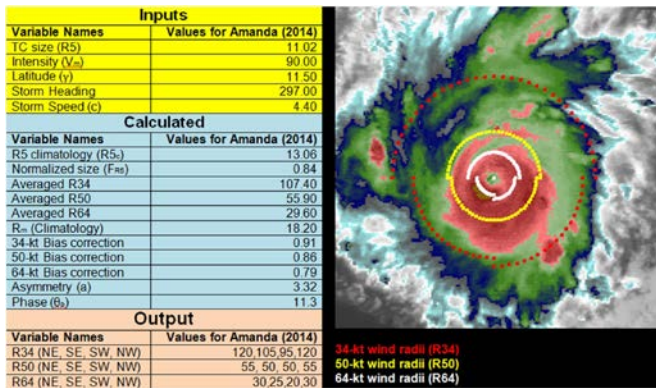 Inputs
Variable Names Values for Amanda (2014)
TC size (R5) 11.02
Intensity (Vm) 90.00
Latitude (γ) 11.50
Storm Heading 297.00
Storm Speed (c) 4.40
Calculated
Variable Names Values for Amanda (2014)
R5 climatology (R5c) 13.06
Normalized size (FR5) 0.84
Averaged R34 107.40
Averaged R50 55.90
Averaged R64 29.60
Rm (Climatology) 18.20
34-kt Bias correction 0.91
50-kt Bias correction 0.86
64-kt Bias correction 0.79
Asymmetry (a) 3.32
Phase (θo) 11.3
Output
Variable Names Values for Amanda (2014)
R34 (NE, SE, SW, NW) 120,105,95,120
R50 (NE, SE, SW, NW) 55, 50, 50, 55
R64 (NE, SE, SW, NW) 30,25,20,30
34-kt wind radii (R34)
50-kt wind radii (R50)
64-kt wind radii (R64)